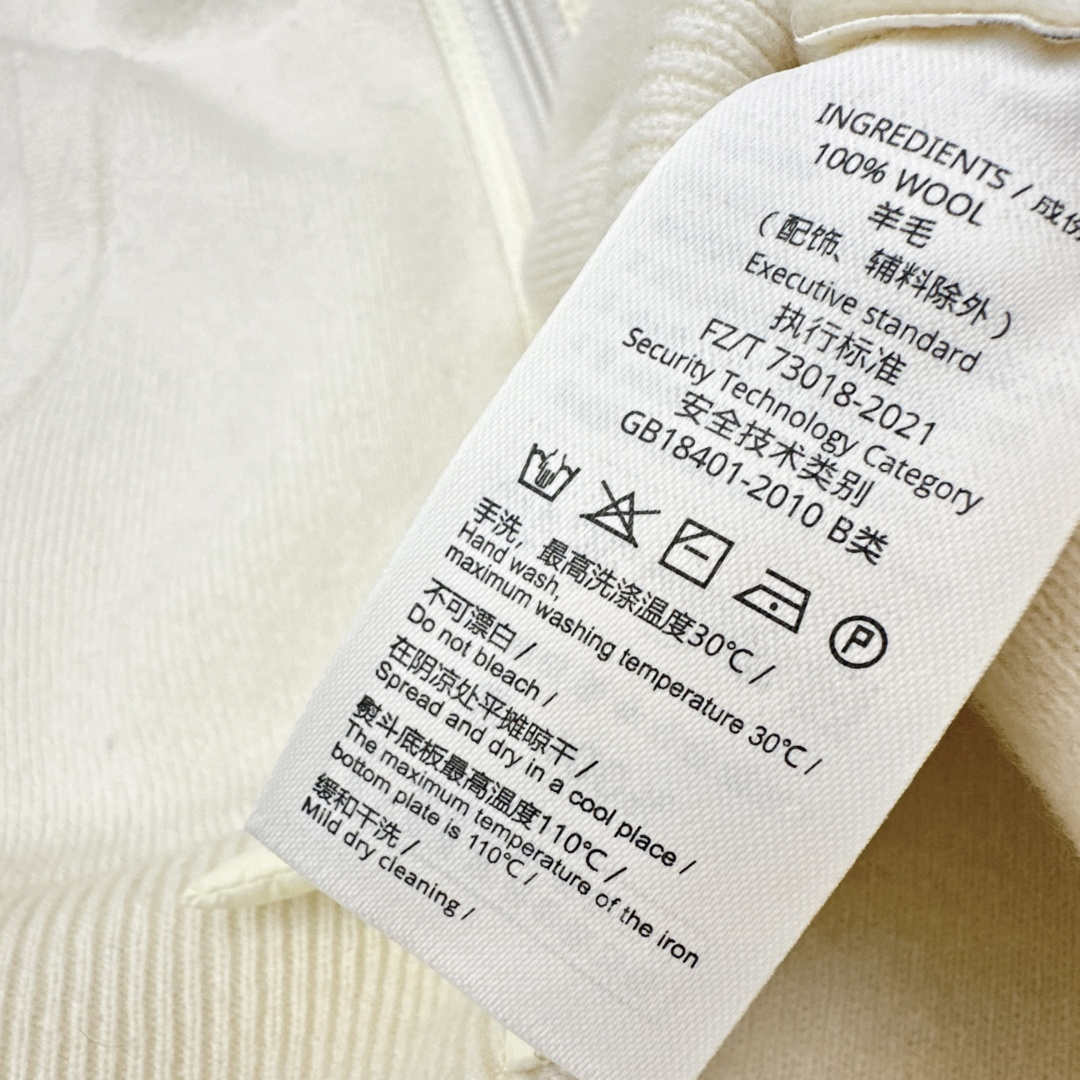 INGREDIENTS / 成份
100% WOOL
羊毛
（配饰、辅料除外）
Executive standard
执行标准
FZ/T 73018-2021
Security Technology Category
安全技术类别
GB18401-2010 B类
P
手洗，最高洗涤温度30℃ /
Hand wash,
maximum washing temperature 30℃ /
不可漂白 /
Do not bleach /
在阴凉处平摊晾干 /
Spread and dry in a cool place /
熨斗底板最高温度110℃ /
The maximum temperature of the iron
bottom plate is 110℃ /
缓和干洗 /
Mild dry cleaning /